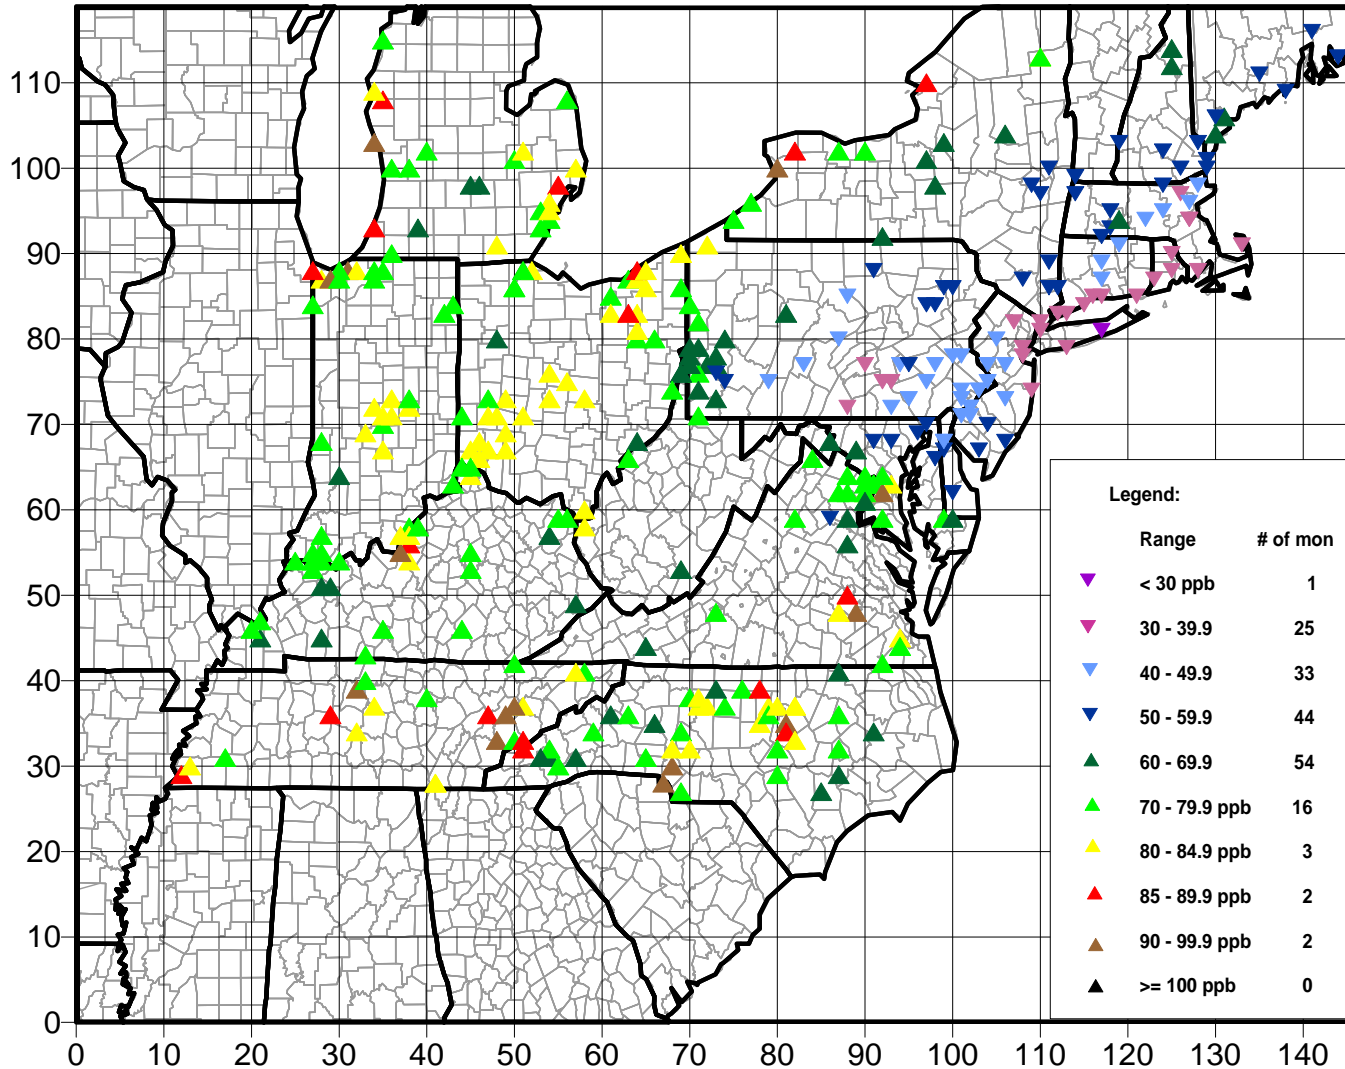 110
100
90
80
70
60
50
40
30
20
10
0
Legend:
Range # of mon
< 30 ppb 1
30 - 39.9 25
40 - 49.9 33
50 - 59.9 44
60 - 69.9 54
70 - 79.9 ppb 16
80 - 84.9 ppb 3
85 - 89.9 ppb 2
90 - 99.9 ppb 2
>= 100 ppb 0
0 10 20 30 40 50 60 70 80 90 100 110 120 130 140